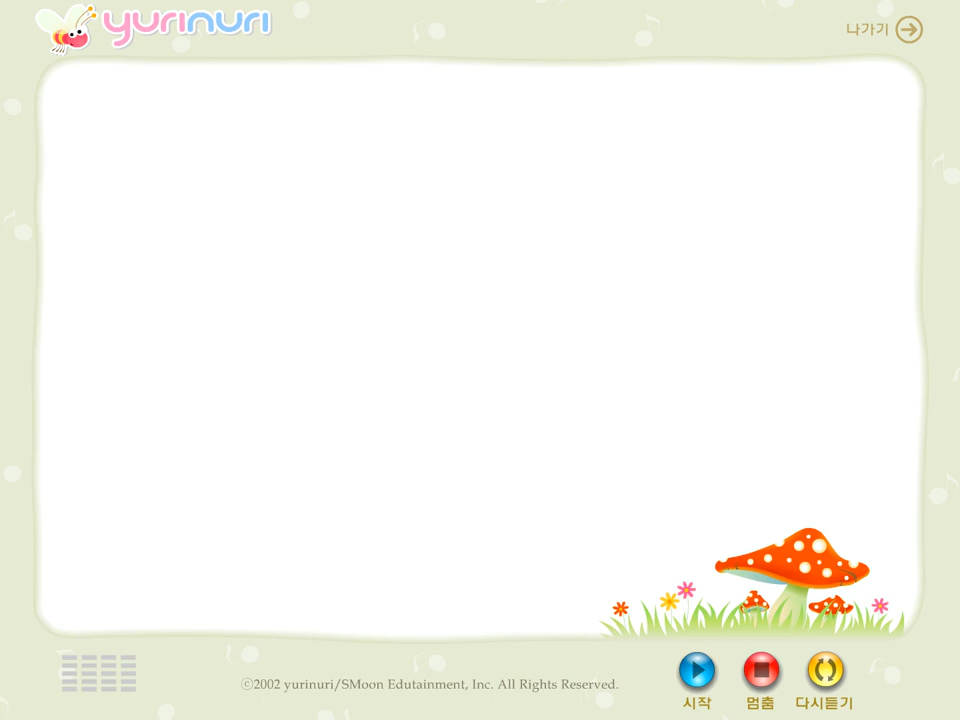 yurinuri
나가기
ⓒ2002 yurinuri/SMoon Edutainment, Inc. All Rights Reserved.
시작 멈춤 다시듣기